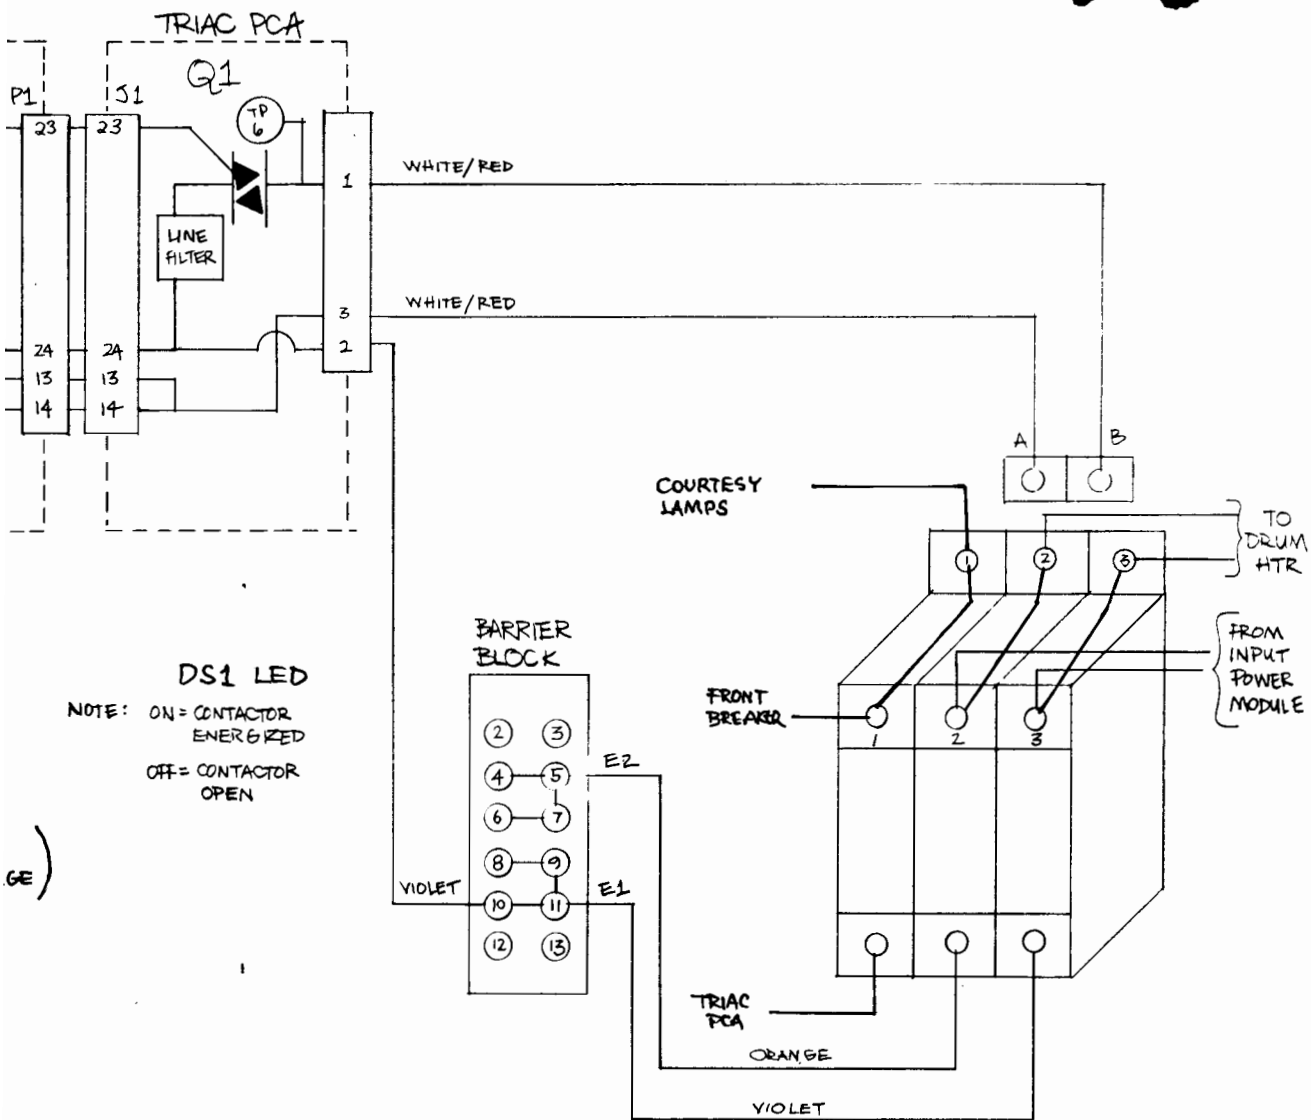 TRIAC PCA
Q1
P1
J1
TP
6
23
23
1
WHITE/RED
LINE
FILTER
WHITE/RED
3
24
24
2
13
13
14
14
A
B
COURTESY
LAMPS
TO
DRUM
HTR
1
2
3
BARRIER
BLOCK
FROM
INPUT
POWER
MODULE
DS1 LED
NOTE: ON = CONTACTOR
ENERGIZED
OFF = CONTACTOR
OPEN
FRONT
BREAKER
1
2
3
2
3
4
5
E2
6
7
8
9
GE)
VIOLET
10
11
E1
12
13
TRIAC
PCA
ORANGE
VIOLET